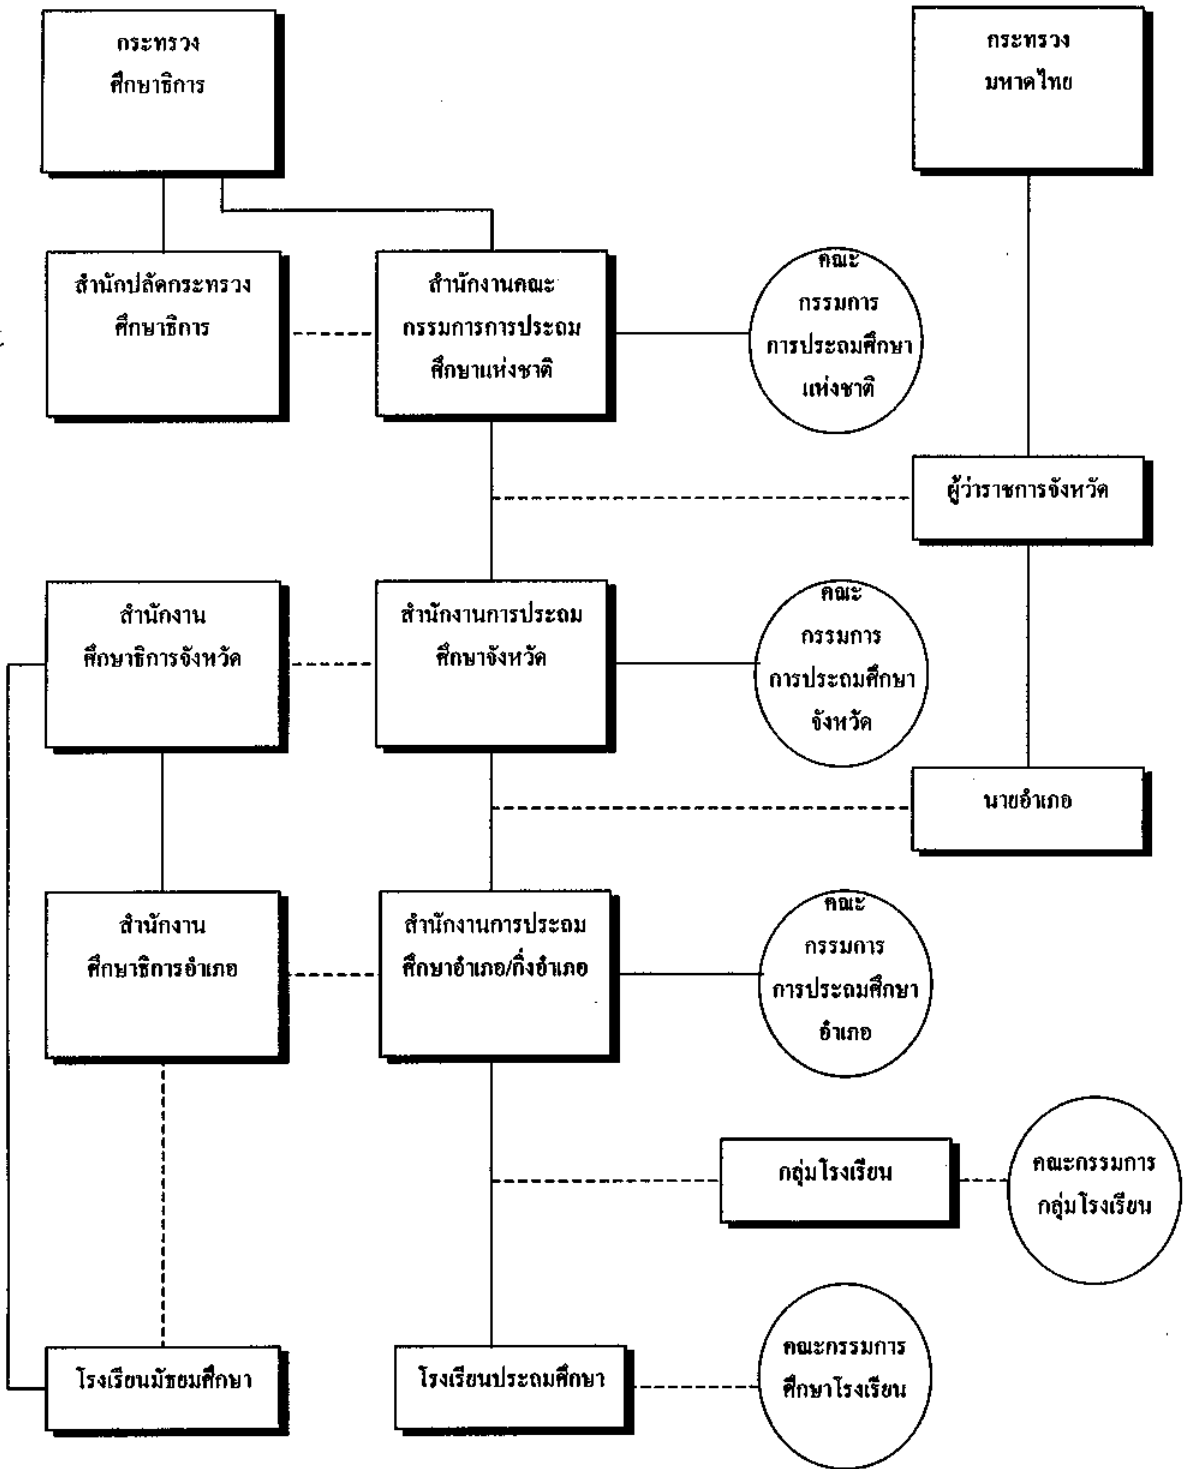 กระทรวง
ศึกษาธิการ
กระทรวง
มหาดไทย
สำนักปลัดกระทรวง
ศึกษาธิการ
สำนักงานคณะ
กรรมการการประถม
ศึกษาแห่งชาติ
คณะ
กรรมการ
การประถมศึกษา
แห่งชาติ
ผู้ว่าราชการจังหวัด
สำนักงาน
ศึกษาธิการจังหวัด
สำนักงานการประถม
ศึกษาจังหวัด
คณะ
กรรมการ
การประถมศึกษา
จังหวัด
นายอำเภอ
สำนักงาน
ศึกษาธิการอำเภอ
สำนักงานการประถม
ศึกษาอำเภอ/กิ่งอำเภอ
คณะ
กรรมการ
การประถมศึกษา
อำเภอ
กลุ่มโรงเรียน
คณะกรรมการ
กลุ่มโรงเรียน
โรงเรียนมัธยมศึกษา
โรงเรียนประถมศึกษา
คณะกรรมการ
ศึกษาโรงเรียน